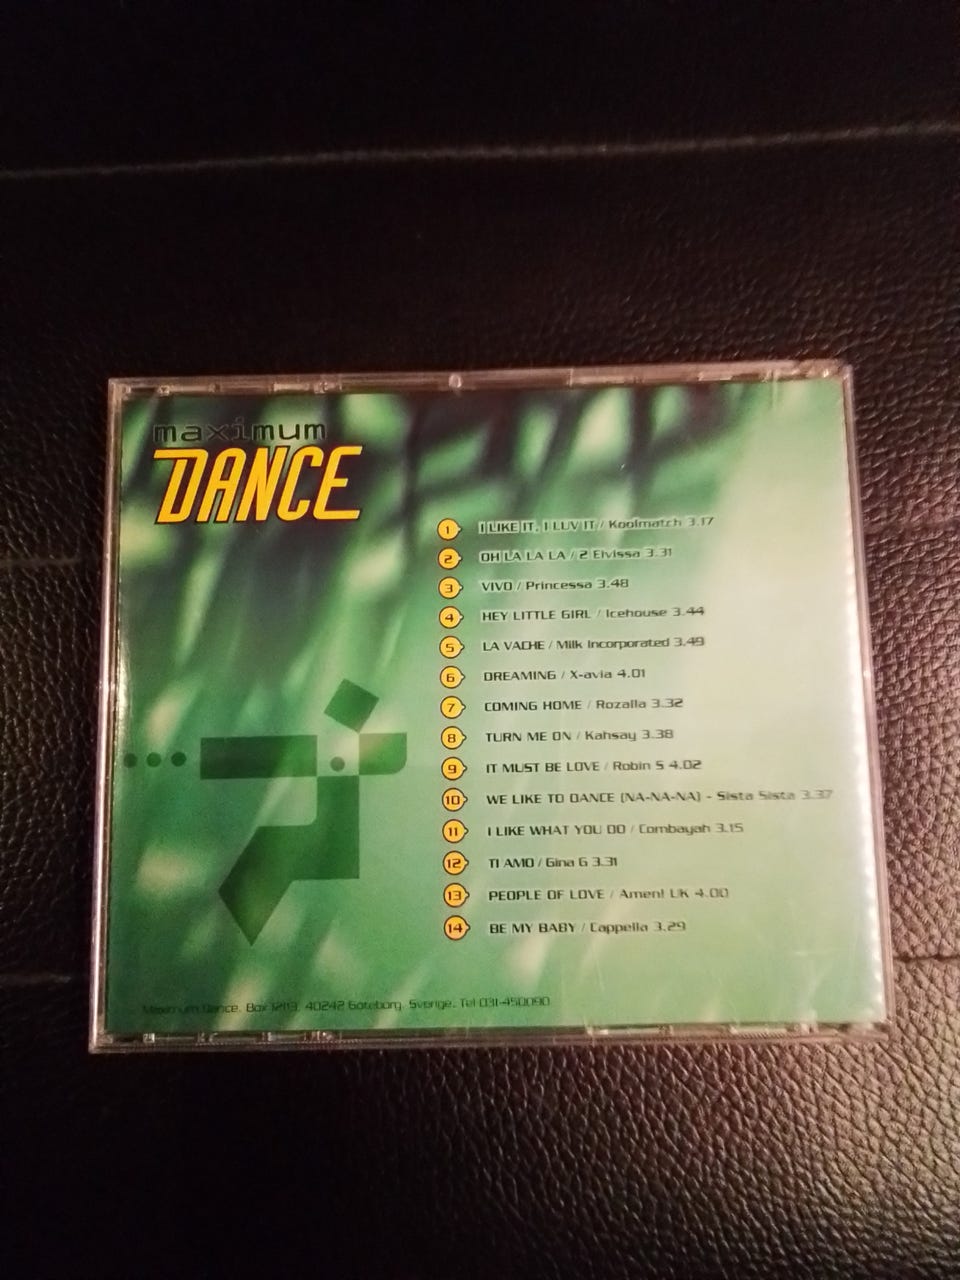 maximum
DANCE
1 I LIKE IT, I LUV IT / Koolmatch 3.17
2 OH LA LA LA / 2 Eivissa 3.31
3 VIVO / Princessa 3.48
4 HEY LITTLE GIRL / Icehouse 3.44
5 LA VACHE / Milk Incorporated 3.49
6 DREAMING / X-avia 4.01
7 COMING HOME / Rozalla 3.32
8 TURN ME ON / Kahsay 3.38
9 IT MUST BE LOVE / Robin S 4.02
10 WE LIKE TO DANCE (NA-NA-NA) - Sista Sista 3.37
11 I LIKE WHAT YOU DO / Combayah 3.15
12 TI AMO / Gina G 3.31
13 PEOPLE OF LOVE / Amen! UK 4.00
14 BE MY BABY / Cappella 3.29
Maximum Dance, Box 40242 Göteborg, Sverige, Tel 031-450090